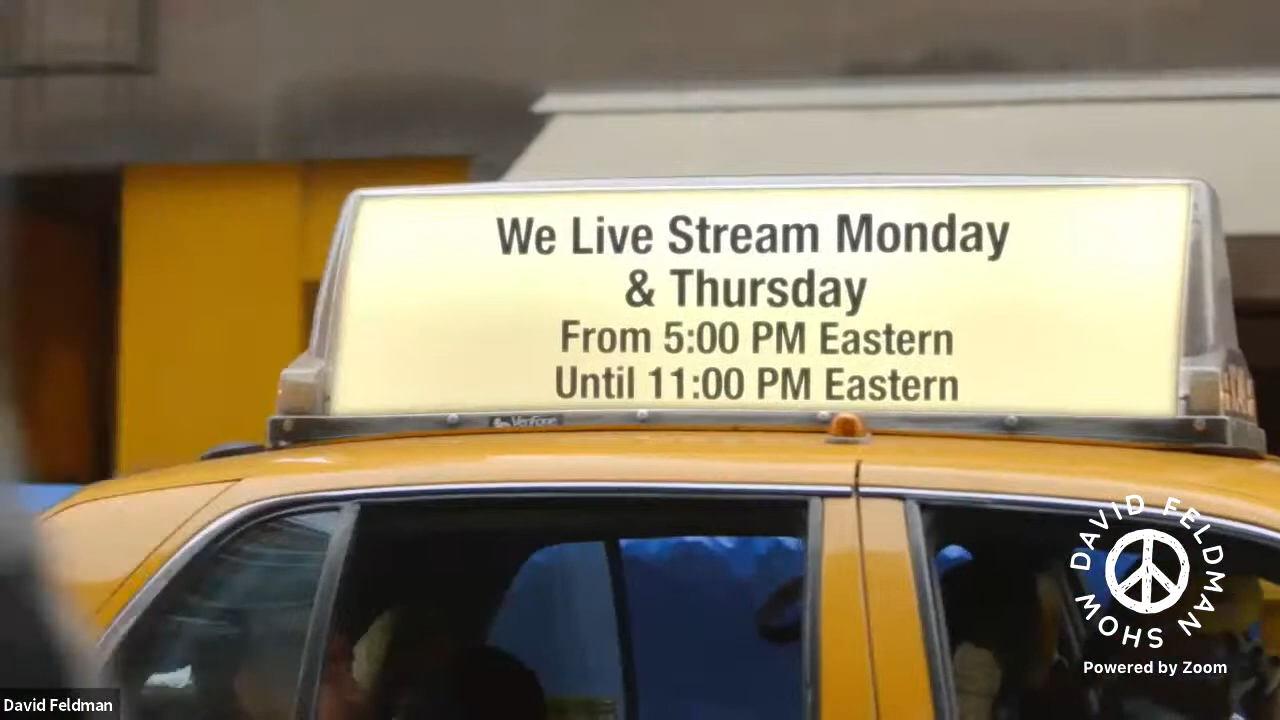 We Live Stream Monday
& Thursday
From 5:00 PM Eastern
Until 11:00 PM Eastern
VeriFone
DAVID FELDMAN SHOW
Powered by Zoom
David Feldman